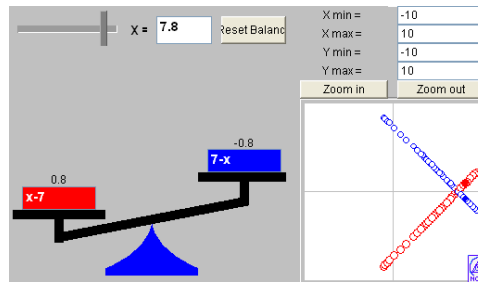 X = 7.8 Reset Balanc
X min = -10
X max = 10
Y min = -10
Y max = 10
Zoom in Zoom out
-0.8
7-x
0.8
x-7